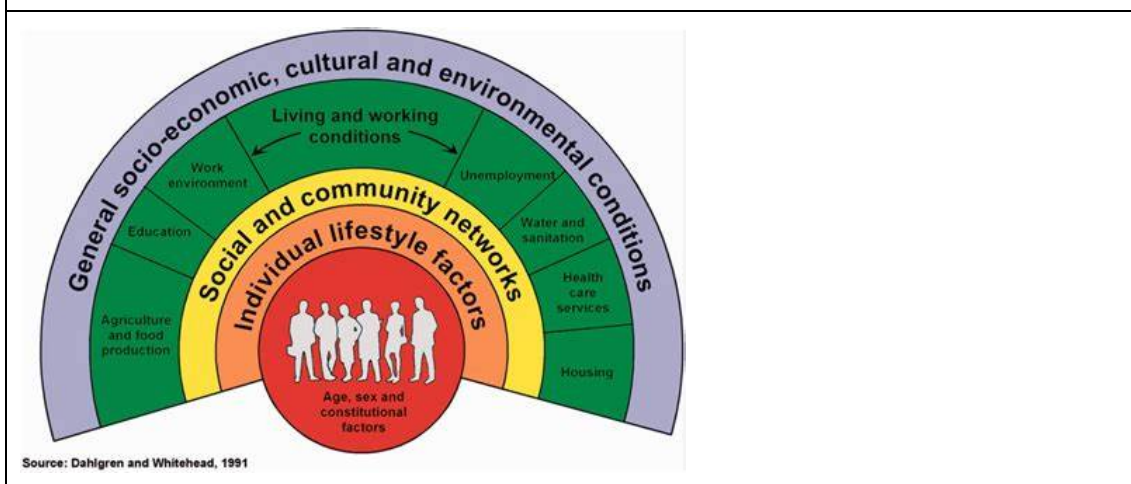 General socio-economic, cultural and environmental conditions
Living and working
conditions
Work
environment
Unemployment
Education
Water and
sanitation
Agriculture
and food
production
Health
care
services
Housing
Social and community networks
Individual lifestyle factors
Age, sex and
constitutional
factors
Source: Dahlgren and Whitehead, 1991